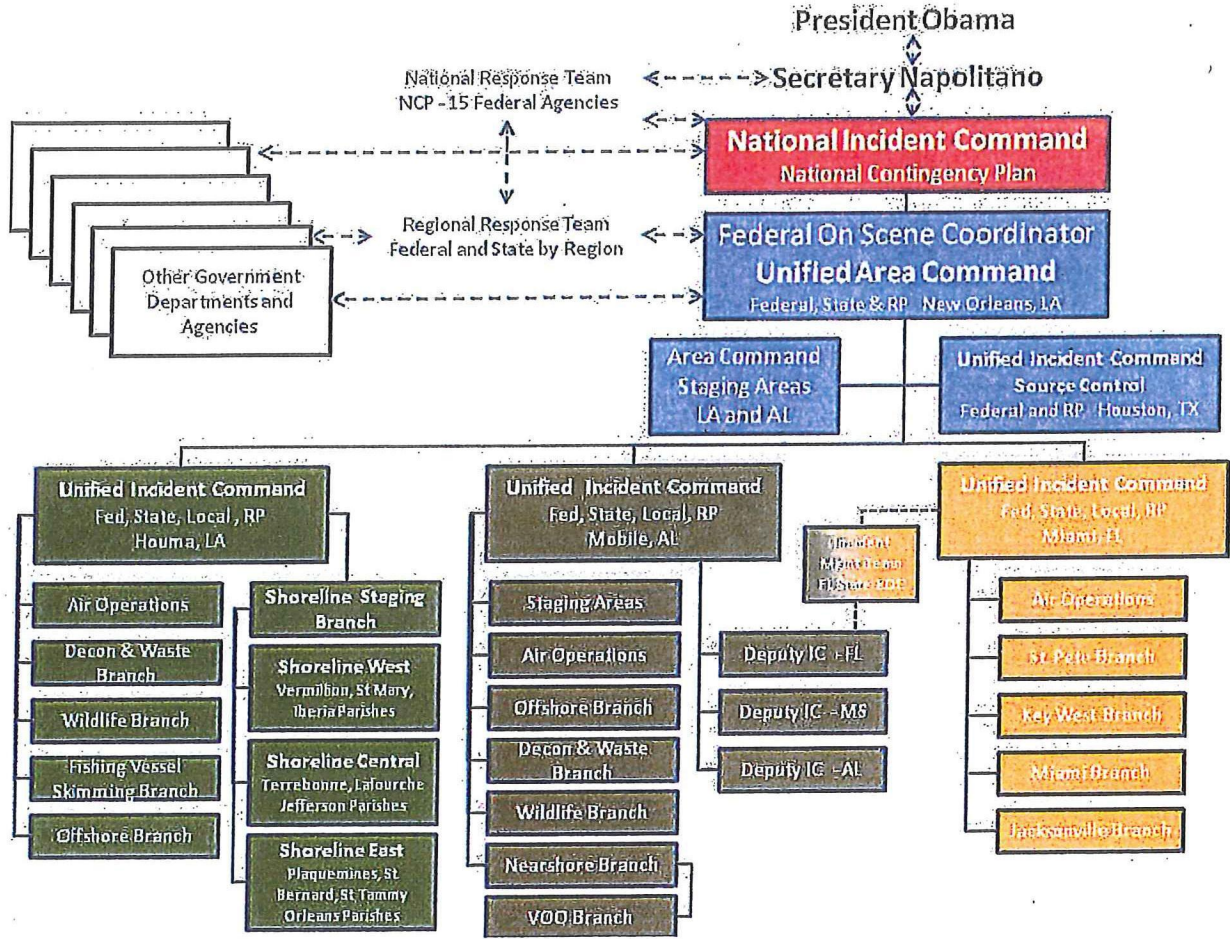 President Obama
Secretary Napolitano
National Response Team
NCP - 15 Federal Agencies
National Incident Command
National Contingency Plan
Regional Response Team
Federal and State by Region
Federal On Scene Coordinator
Unified Area Command
Federal, State & RP New Orleans, LA
Other Government
Departments and
Agencies
Area Command
Staging Areas
LA and AL
Unified Incident Command
Source Control
Federal and RP Houston, TX
Unified Incident Command
Fed, State, Local, RP
Houma, LA
Air Operations
Decon & Waste
Branch
Wildlife Branch
Fishing Vessel
Skimming Branch
Offshore Branch
Shoreline Staging
Branch
Shoreline West
Vermilion, St Mary,
Iberia Parishes
Shoreline Central
Terrebonne, Lafourche
Jefferson Parishes
Shoreline East
Plaquemines, St
Bernard, St Tammy
Orleans Parishes
Unified Incident Command
Fed, State, Local, RP
Mobile, AL
Staging Areas
Air Operations
Offshore Branch
Decon & Waste
Branch
Wildlife Branch
Nearshore Branch
VOO Branch
Deputy IC - FL
Deputy IC - MS
Deputy IC - AL
Incident
Mgmt Team
FL State
Unified Incident Command
Fed, State, Local, RP
Miami, FL
Air Operations
St. Pete Branch
Key West Branch
Miami Branch
Jacksonville Branch